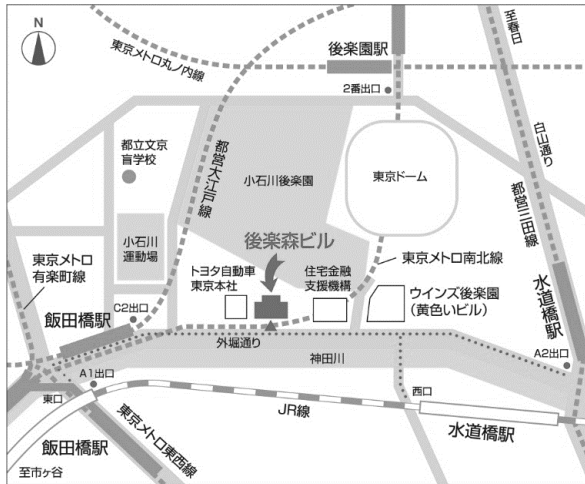 N
東京メトロ丸ノ内線
後楽園駅
至春日
2番出口
白山通り
都立文京
盲学校
都営大江戸線
小石川後楽園
東京ドーム
都営三田線
小石川
運動場
後楽森ビル
東京メトロ
有楽町線
トヨタ自動車
東京本社
住宅金融
支援機構
東京メトロ南北線
ウインズ後楽園
(黄色いビル)
水道橋駅
C2出口
飯田橋駅
外堀通り
神田川
A2出口
A1出口
東口
西口
JR線
水道橋駅
飯田橋駅
東京メトロ東西線
至市ヶ谷